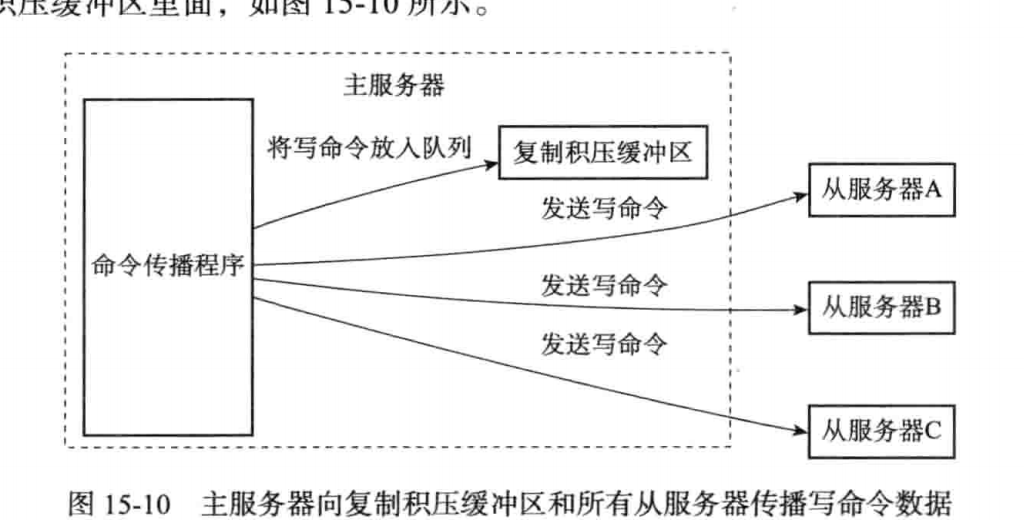 积压缓冲区里面，如图 15-10 所示。
主服务器
将写命令放入队列
复制积压缓冲区
发送写命令
从服务器A
命令传播程序
发送写命令
从服务器B
发送写命令
从服务器C
图 15-10 主服务器向复制积压缓冲区和所有从服务器传播写命令数据